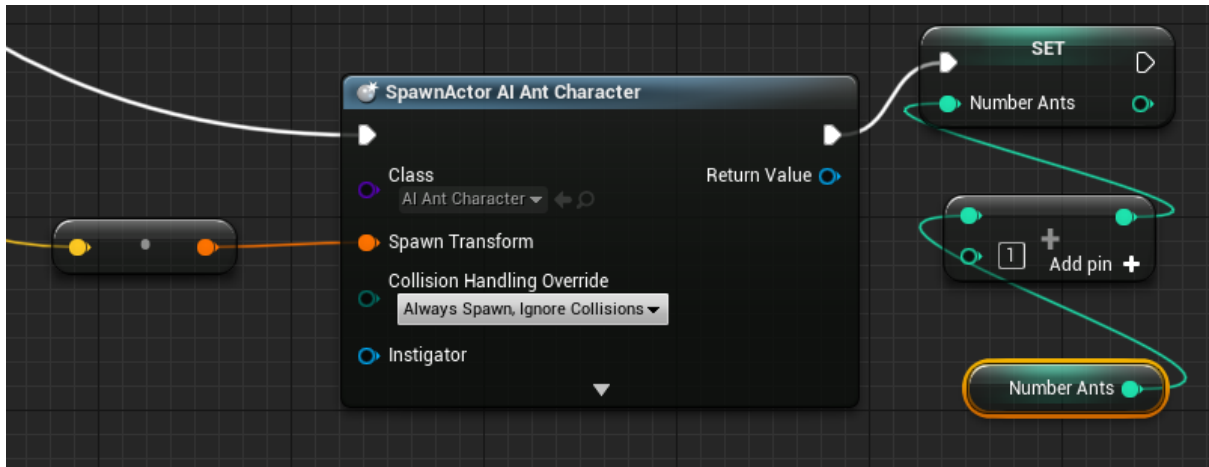 SpawnActor AI Ant Character
Class
AI Ant Character
Return Value
Spawn Transform
Collision Handling Override
Always Spawn, Ignore Collisions
Instigator
SET
Number Ants
1
Add pin
Number Ants